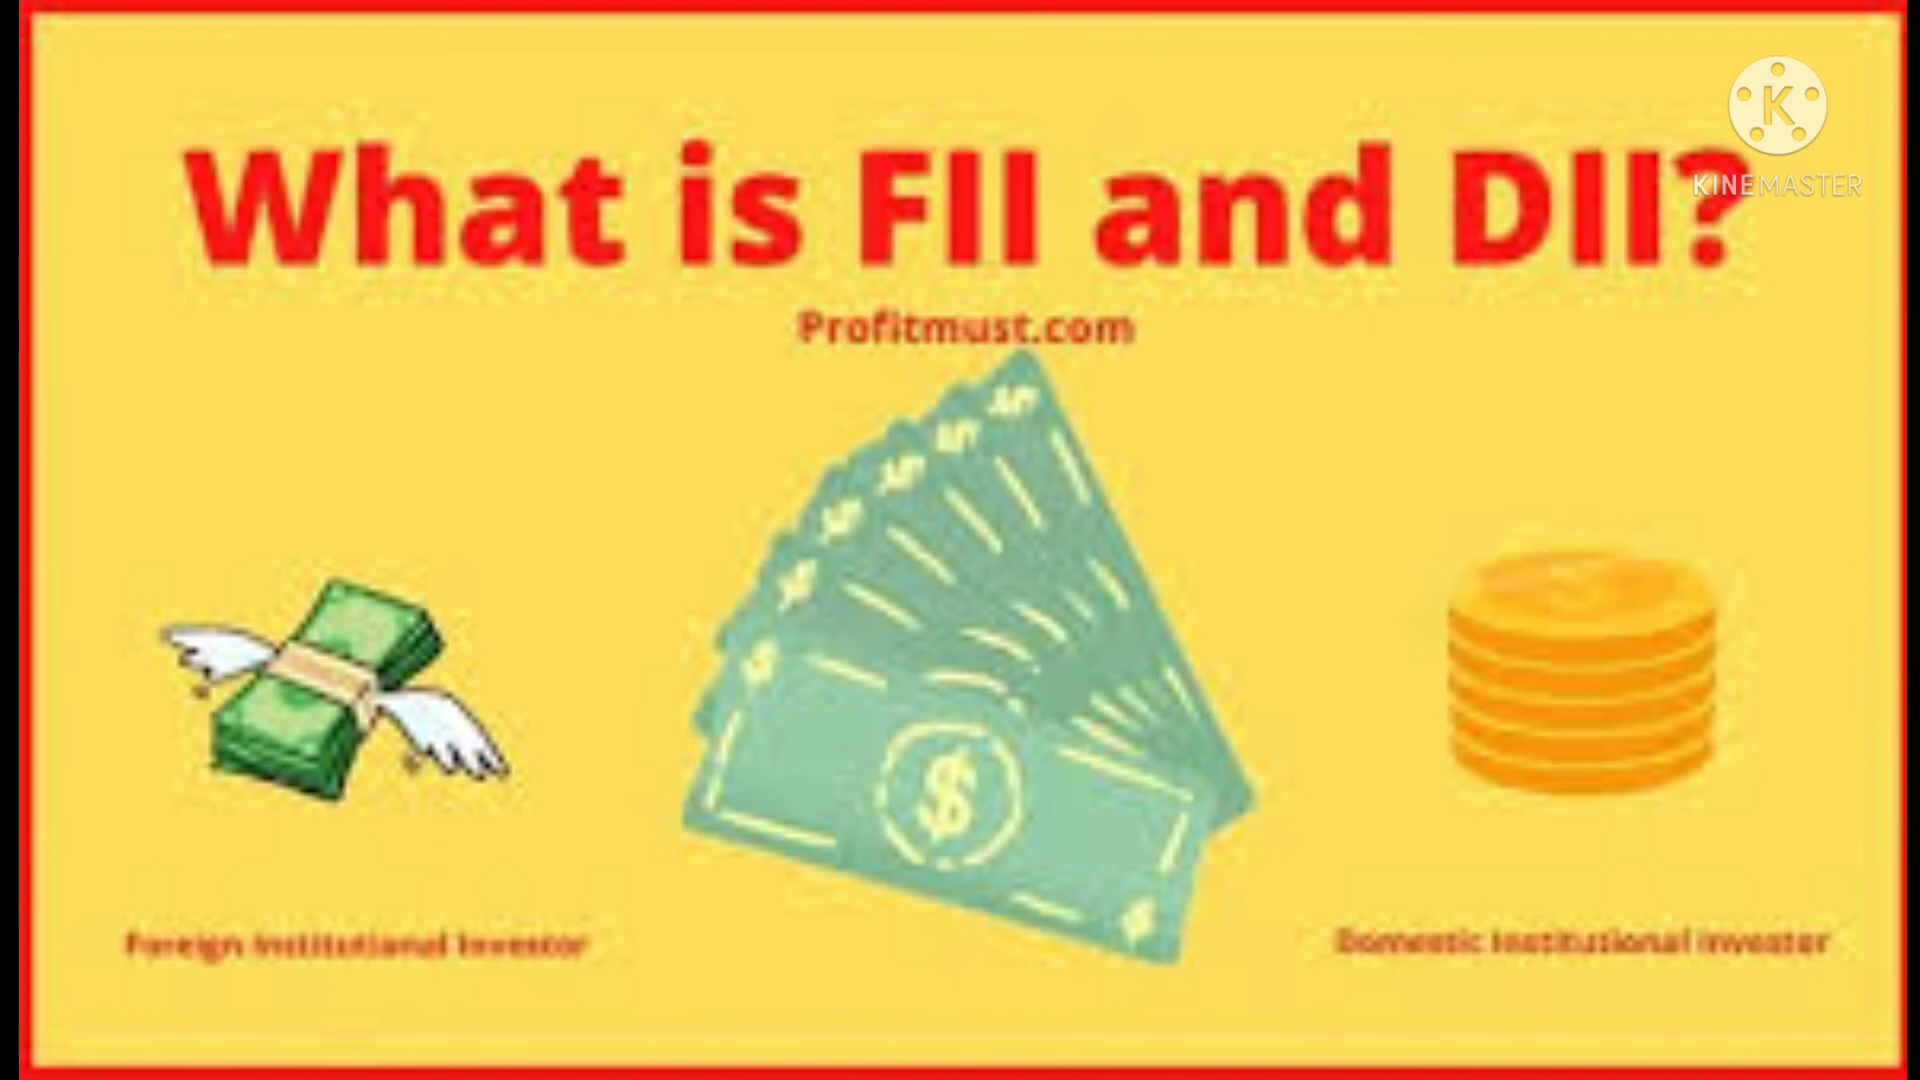 What is FII and DII?
KINEMASTER
Profitmust.com
Foreign Institutional Investor
Domestic Institutional Investor